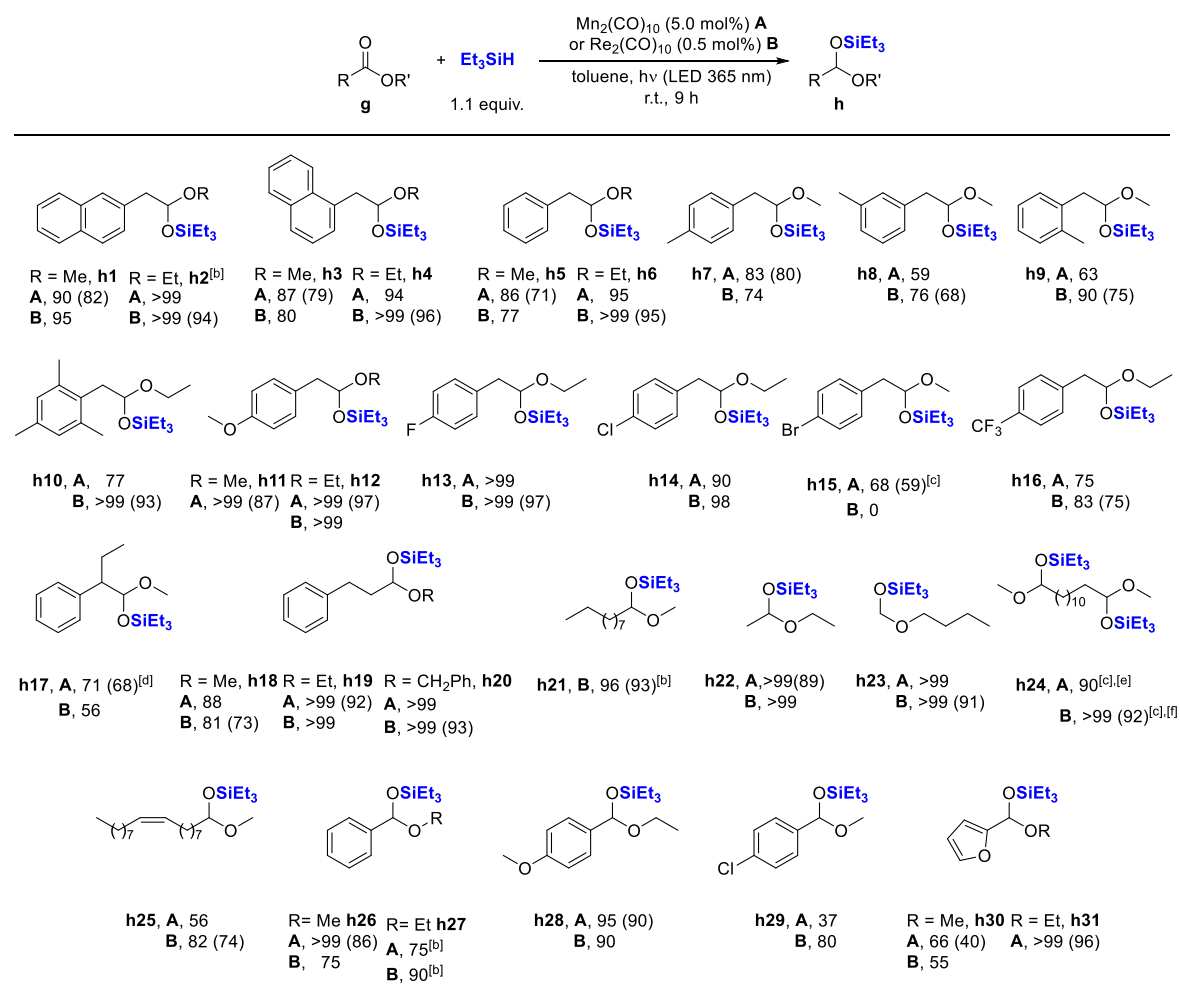 Mn2(CO)10 (5.0 mol%) A
or Re2(CO)10 (0.5 mol%) B
O OSiEt3
R OR' + Et3SiH toluene, hν (LED 365 nm) R OR'
g 1.1 equiv. r.t., 9 h h
OR OSiEt3 OR OSiEt3 OR OSiEt3 O OSiEt3 O OSiEt3 O OSiEt3
R = Me, h1 R = Et, h2[b] R = Me, h3 R = Et, h4 R = Me, h5 R = Et, h6 h7, A, 83 (80) h8, A, 59 h9, A, 63
A, 90 (82) A, >99 A, 87 (79) A, 94 A, 86 (71) A, 95 B, 74 B, 76 (68) B, 90 (75)
B, 95 B, >99 (94) B, 80 B, >99 (96) B, 77 B, >99 (95)
O OSiEt3 O OR OSiEt3 F O OSiEt3 Cl O OSiEt3 Br O OSiEt3 CF3 O OSiEt3
h10, A, 77 R = Me, h11 R = Et, h12 h13, A, >99 h14, A, 90 h15, A, 68 (59)[c] h16, A, 75
B, >99 (93) A, >99 (87) A, >99 (97) B, >99 (97) B, 98 B, 0 B, 83 (75)
B, >99
O OSiEt3 OSiEt3 OR OSiEt3 ( )7 O OSiEt3 O OSiEt3 O OSiEt3 O ( )10 O OSiEt3
h17, A, 71 (68)[d] R = Me, h18 R = Et, h19 R = CH2Ph, h20 h21, B, 96 (93)[b] h22, A,>99(89) h23, A, >99 h24, A, 90[c],[e]
B, 56 A, 88 A, >99 (92) A, >99 B, >99 B, >99 (91) B, >99 (92)[c],[f]
B, 81 (73) B, >99 B, >99 (93)
OSiEt3 ( )7 ( )7 O OSiEt3 O R OSiEt3 O O OSiEt3 Cl O OSiEt3 O OR
h25, A, 56 R= Me h26 R= Et h27 h28, A, 95 (90) h29, A, 37 R = Me, h30 R = Et, h31
B, 82 (74) A, >99 (86) A, 75[b] B, 90 B, 80 A, 66 (40) A, >99 (96)
B, 75 B, 90[b] B, 55